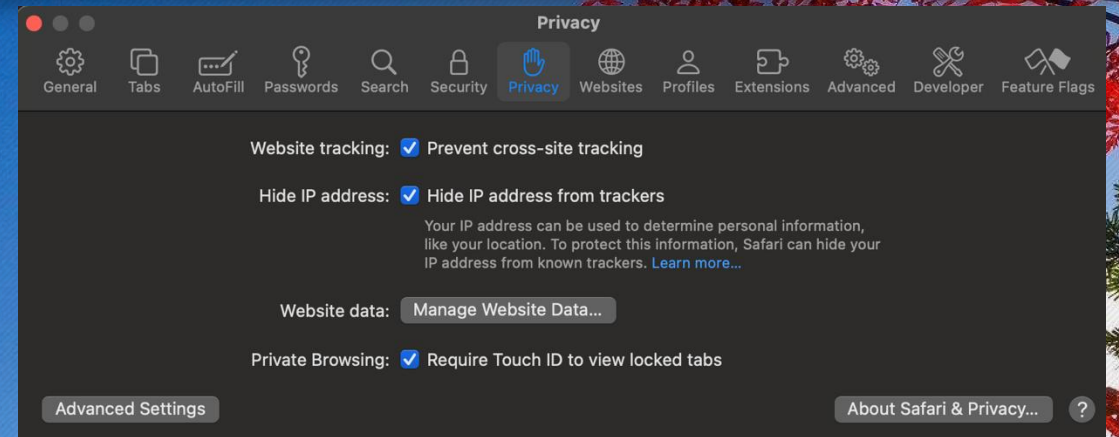 Privacy
General Tabs AutoFill Passwords Search Security Privacy Websites Profiles Extensions Advanced Developer Feature Flags
Website tracking: Prevent cross-site tracking
Hide IP address: Hide IP address from trackers
Your IP address can be used to determine personal information,
like your location. To protect this information, Safari can hide your
IP address from known trackers. Learn more...
Website data: Manage Website Data...
Private Browsing: Require Touch ID to view locked tabs
Advanced Settings About Safari & Privacy... ?